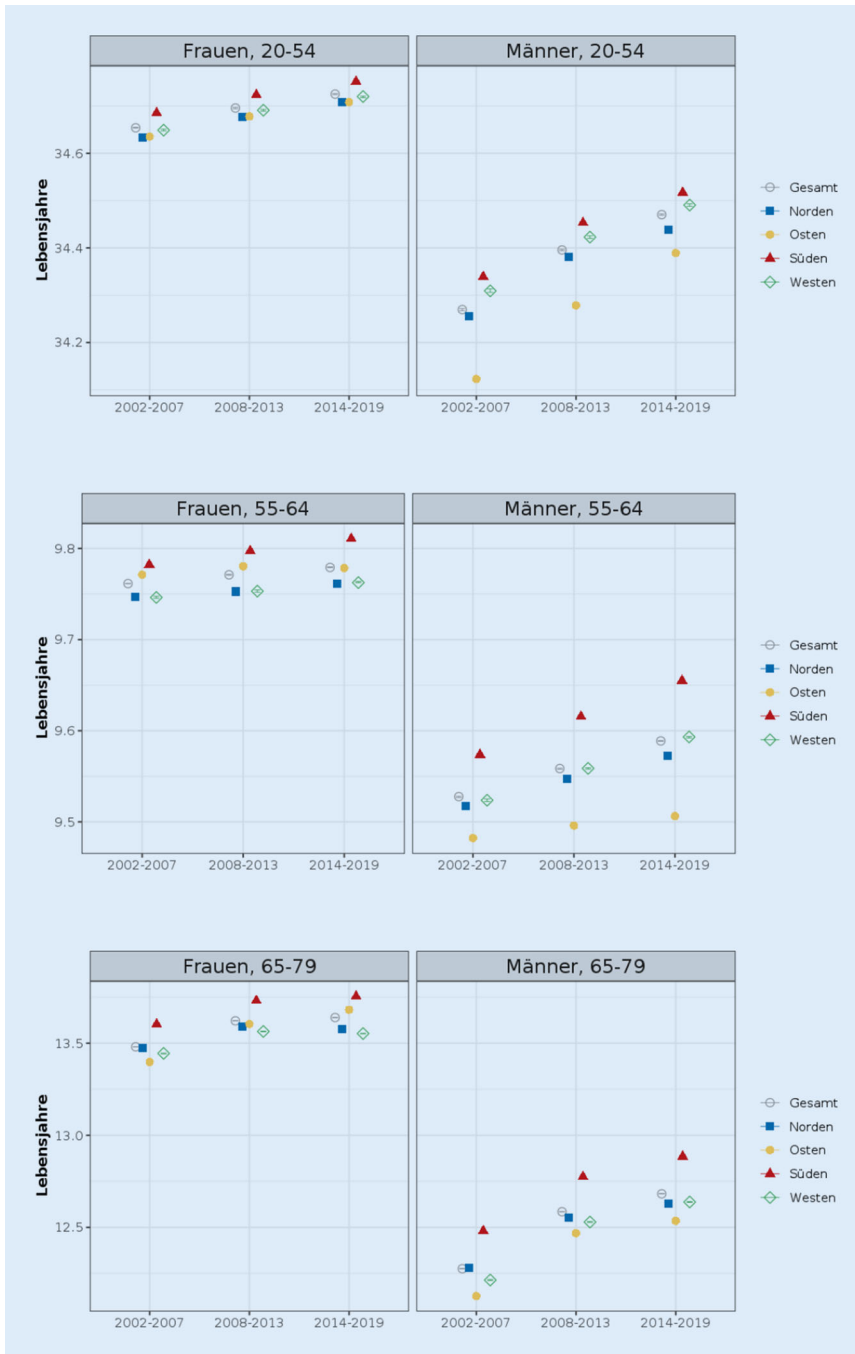 Frauen, 20-54
Männer, 20-54
Lebensjahre
34.6
34.4
34.2
2002-2007
2008-2013
2014-2019
2002-2007
2008-2013
2014-2019
Gesamt
Norden
Osten
Süden
Westen
Frauen, 55-64
Männer, 55-64
Lebensjahre
9.8
9.7
9.6
9.5
2002-2007
2008-2013
2014-2019
2002-2007
2008-2013
2014-2019
Gesamt
Norden
Osten
Süden
Westen
Frauen, 65-79
Männer, 65-79
Lebensjahre
13.5
13.0
12.5
2002-2007
2008-2013
2014-2019
2002-2007
2008-2013
2014-2019
Gesamt
Norden
Osten
Süden
Westen